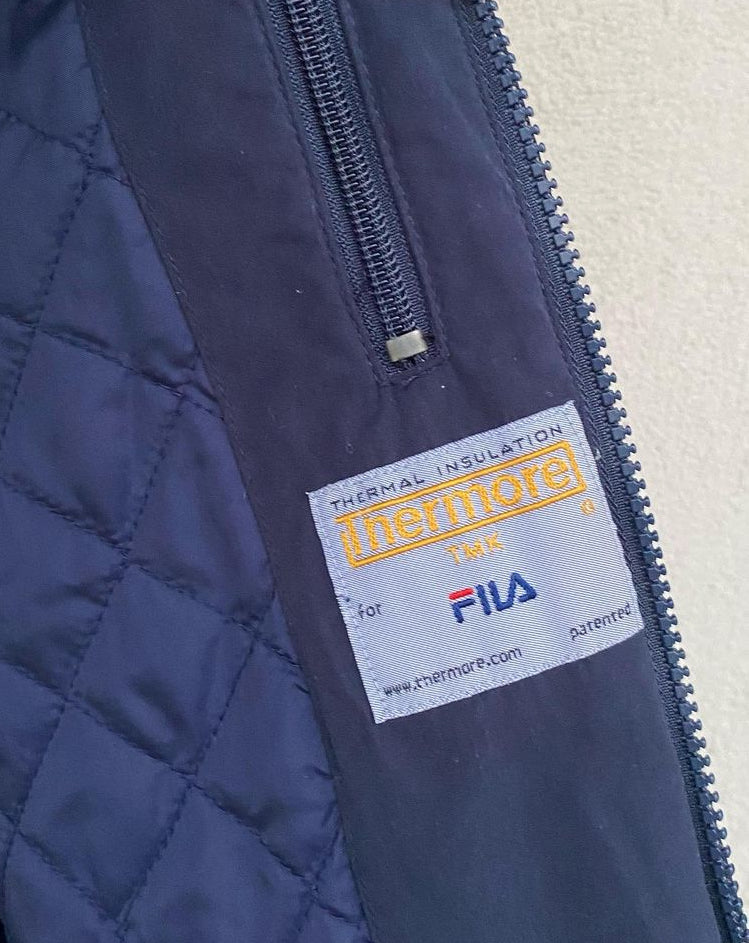 THERMAL INSULATION
Thermore
TMK
for FILA
patented
www.thermore.com